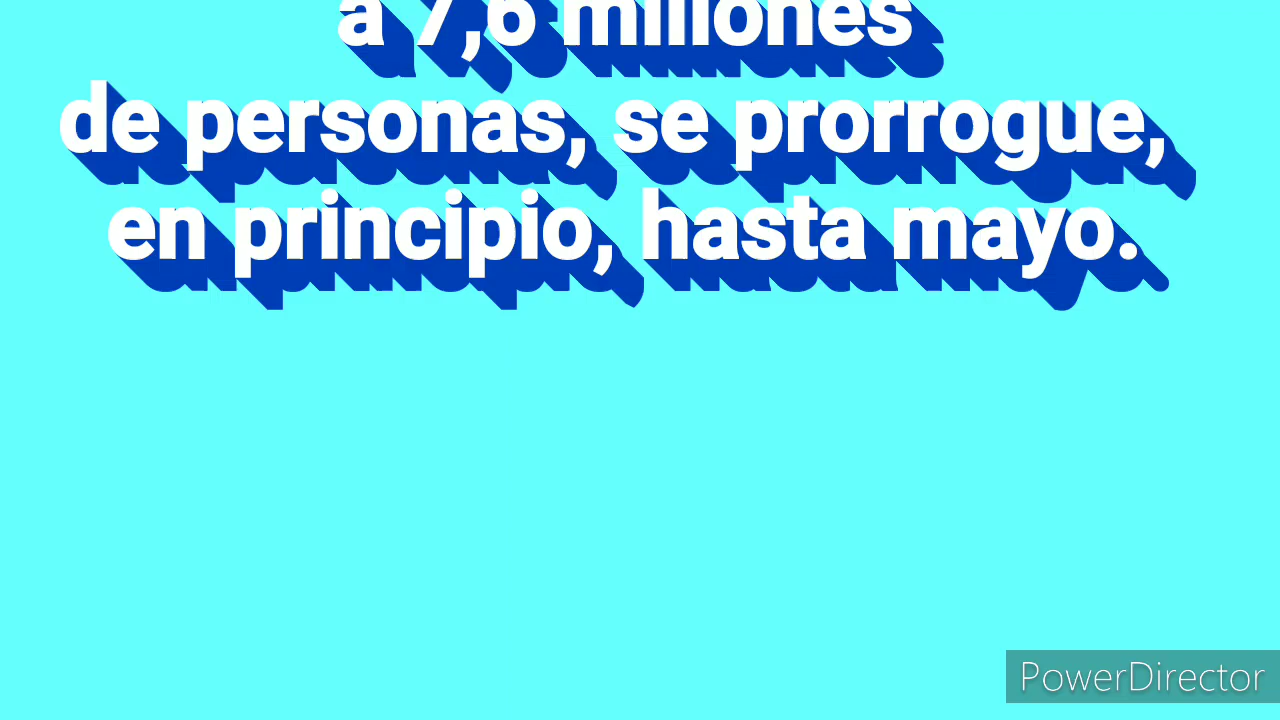 a 7,6 millones
de personas, se prorrogue,
en principio, hasta mayo.
PowerDirector